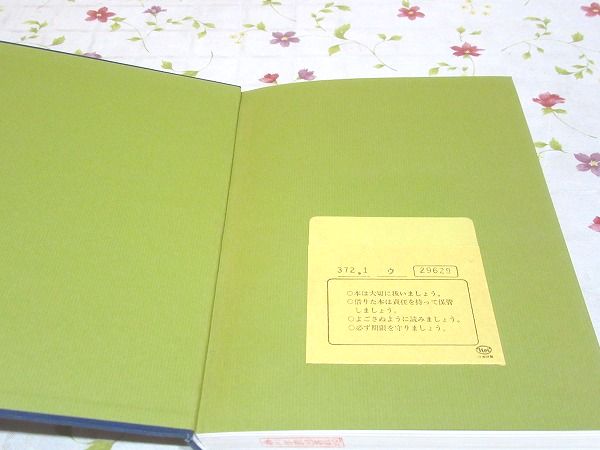 372.1 ウ 29629
○本は大切に扱いましょう。
○借りた本は責任を持って保管
しましょう。
○よごさぬように読みましょう。
○必ず期限を守りましょう。